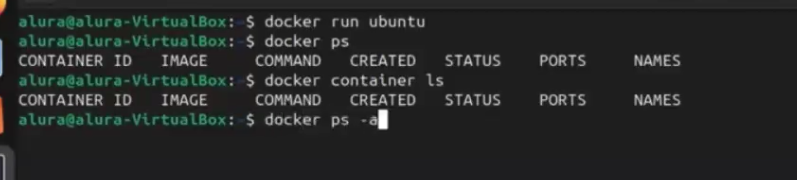 alura@alura-VirtualBox:~$ docker run ubuntu
alura@alura-VirtualBox:~$ docker ps
CONTAINER ID   IMAGE     COMMAND   CREATED   STATUS    PORTS     NAMES
alura@alura-VirtualBox:~$ docker container ls
CONTAINER ID   IMAGE     COMMAND   CREATED   STATUS    PORTS     NAMES
alura@alura-VirtualBox:~$ docker ps -a